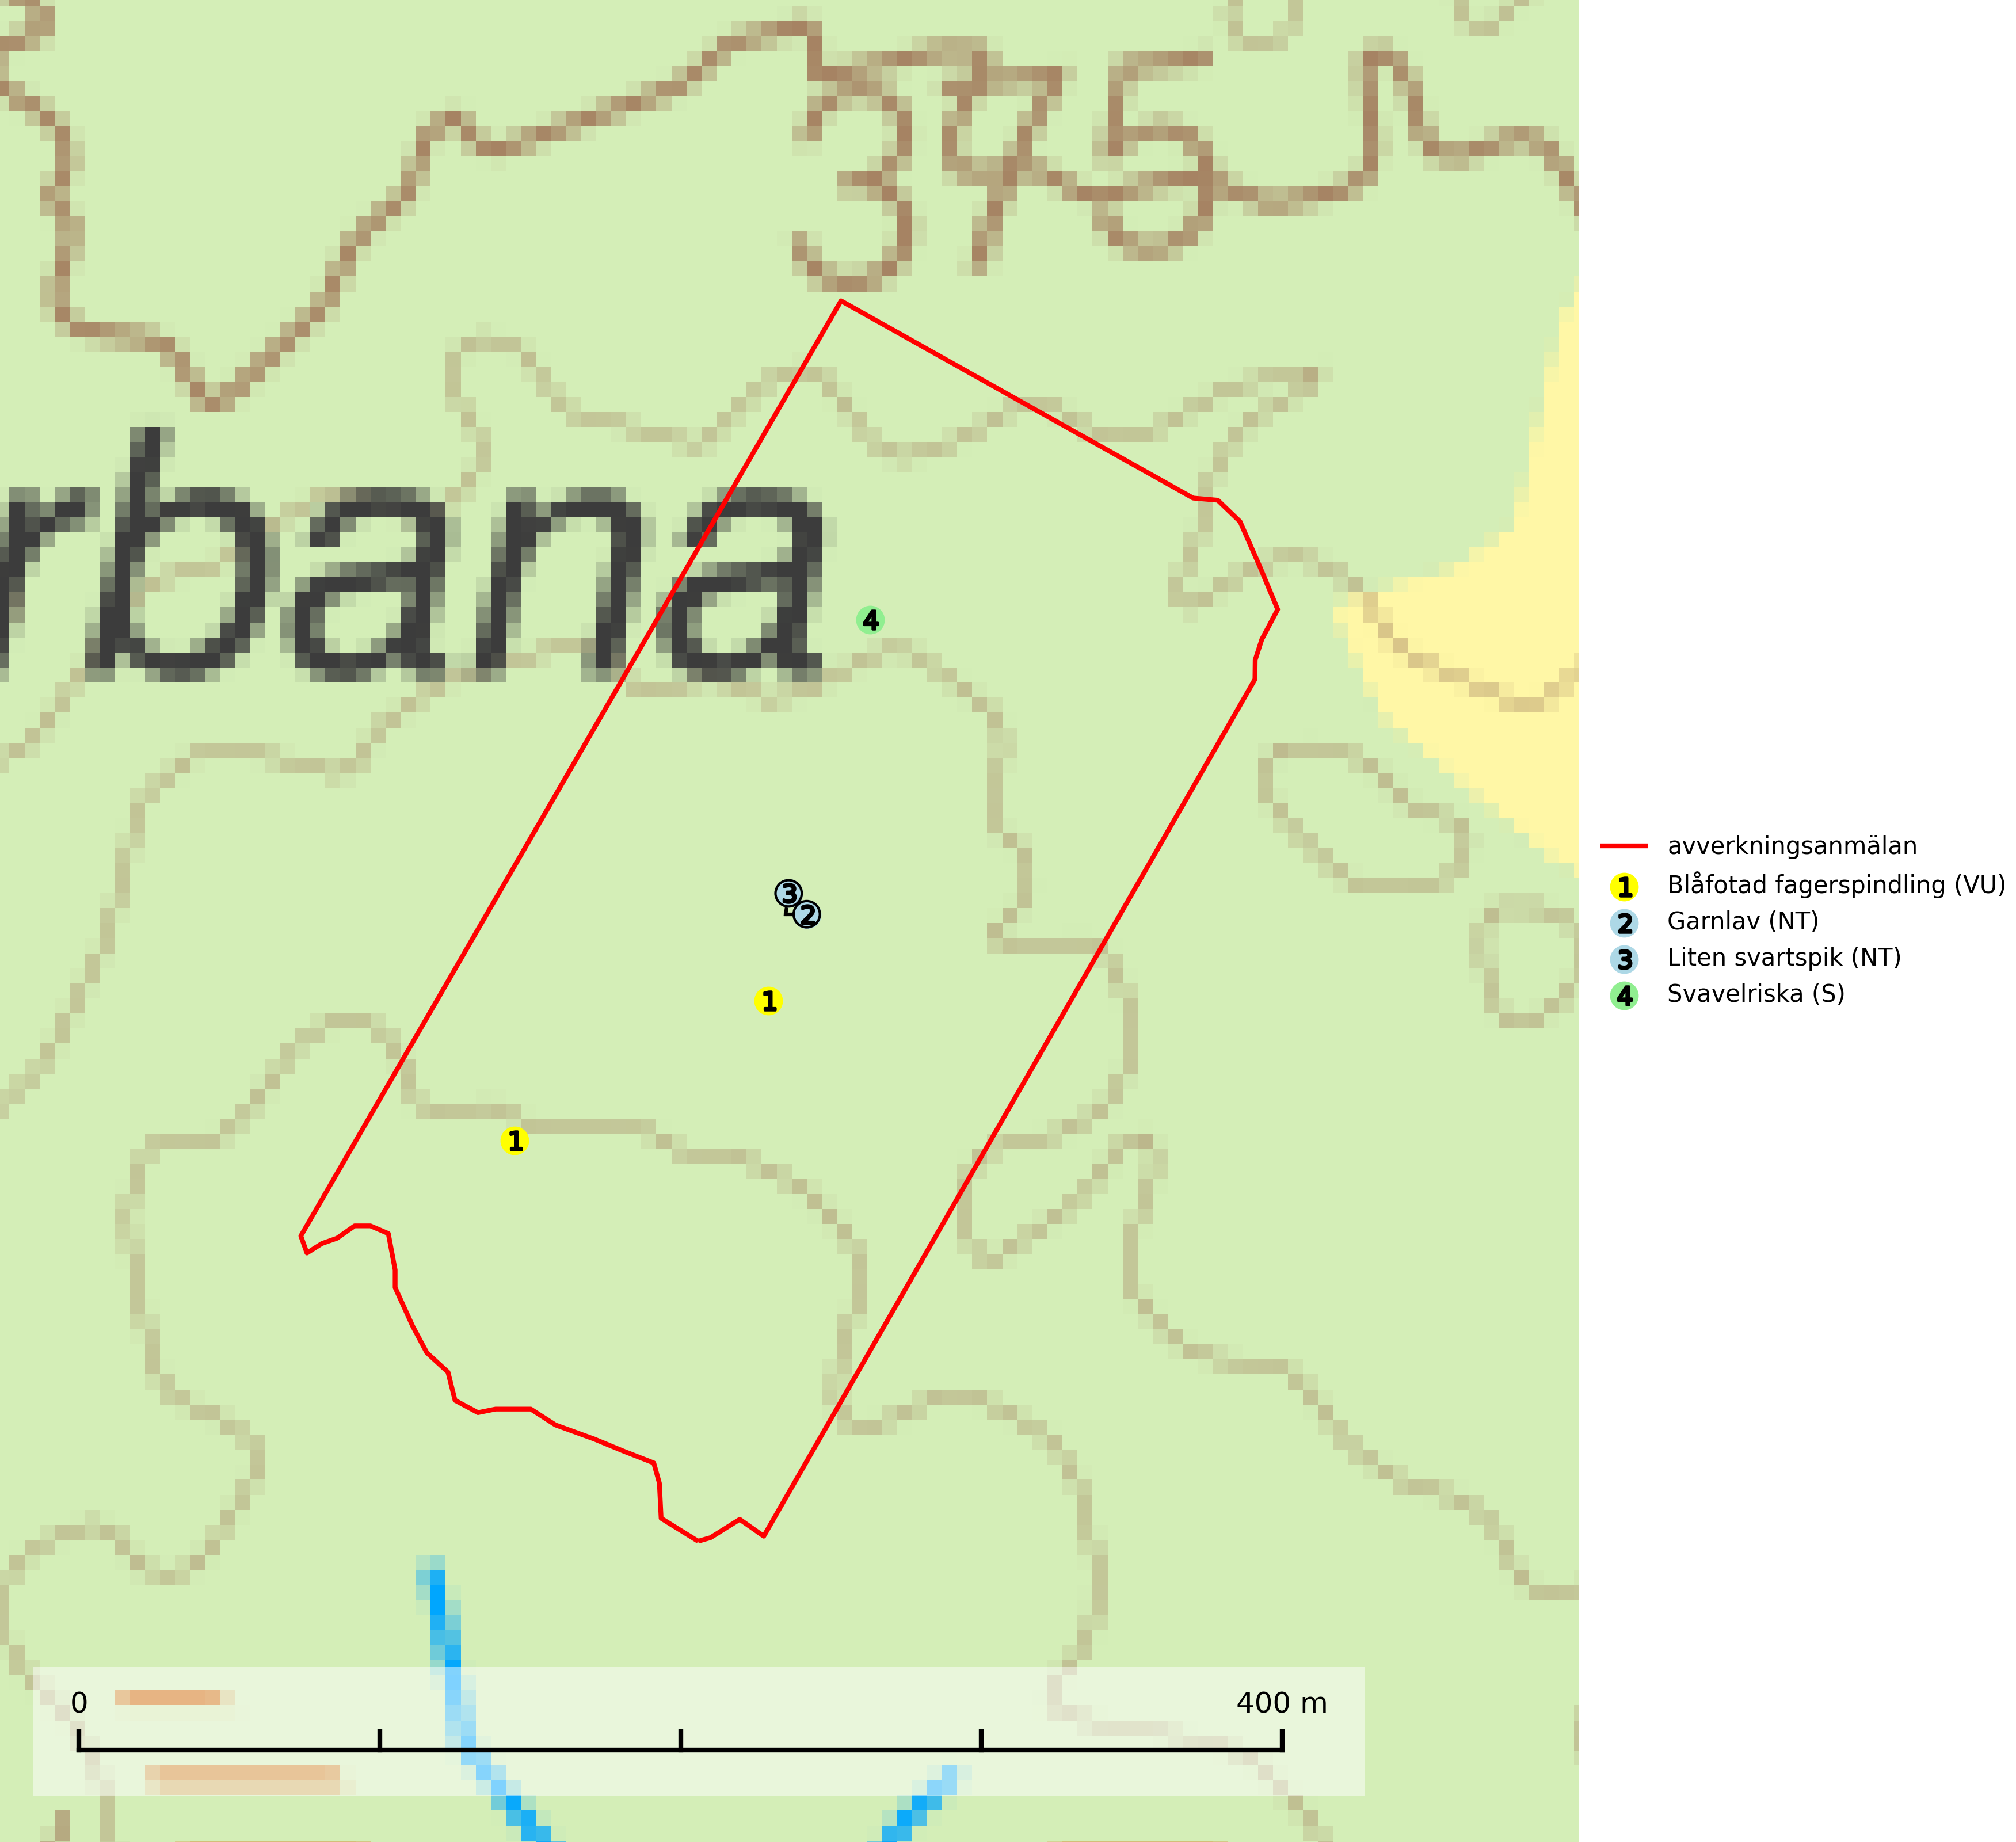 375
rbana
4
3
2
1
1
avverkningsanmälan
1 Blåfotad fagerspindling (VU)
2 Garnlav (NT)
3 Liten svartspik (NT)
4 Svavelriska (S)
0 400 m